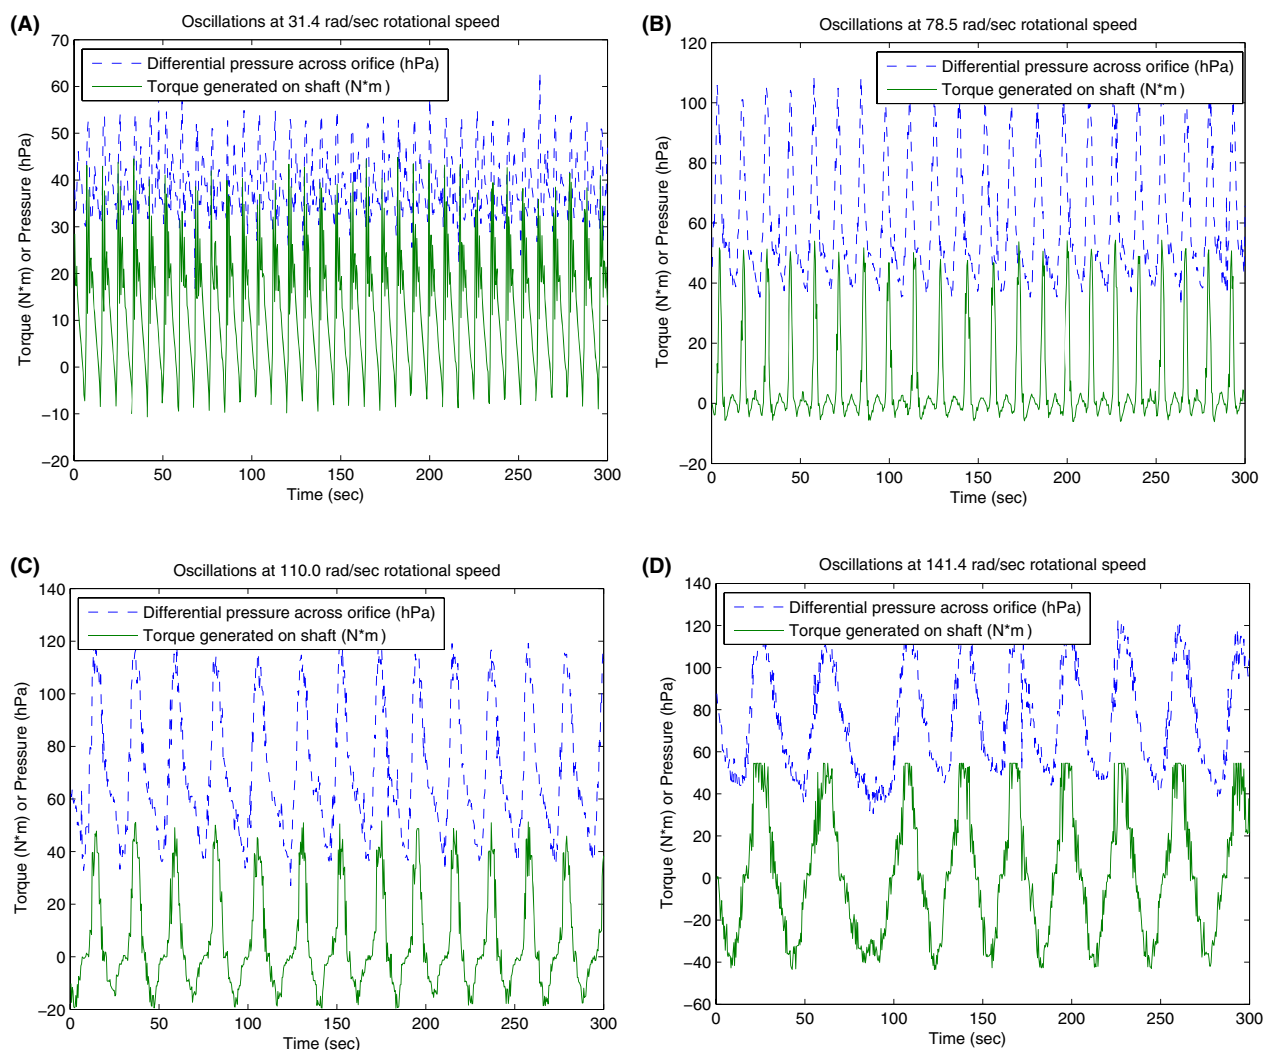 (A)
Oscillations at 31.4 rad/sec rotational speed
70
60
50
40
30
20
10
0
−10
−20
Torque (N*m) or Pressure (hPa)
Differential pressure across orifice (hPa)
Torque generated on shaft (N*m)
0 50 100 150 200 250 300
Time (sec)
(B)
Oscillations at 78.5 rad/sec rotational speed
120
100
80
60
40
20
0
−20
Torque (N*m) or Pressure (hPa)
Differential pressure across orifice (hPa)
Torque generated on shaft (N*m)
0 50 100 150 200 250 300
Time (sec)
(C)
Oscillations at 110.0 rad/sec rotational speed
140
120
100
80
60
40
20
0
−20
Torque (N*m) or Pressure (hPa)
Differential pressure across orifice (hPa)
Torque generated on shaft (N*m)
0 50 100 150 200 250 300
Time (sec)
(D)
Oscillations at 141.4 rad/sec rotational speed
140
120
100
80
60
40
20
0
−20
−40
−60
Torque (N*m) or Pressure (hPa)
Differential pressure across orifice (hPa)
Torque generated on shaft (N*m)
0 50 100 150 200 250 300
Time (sec)